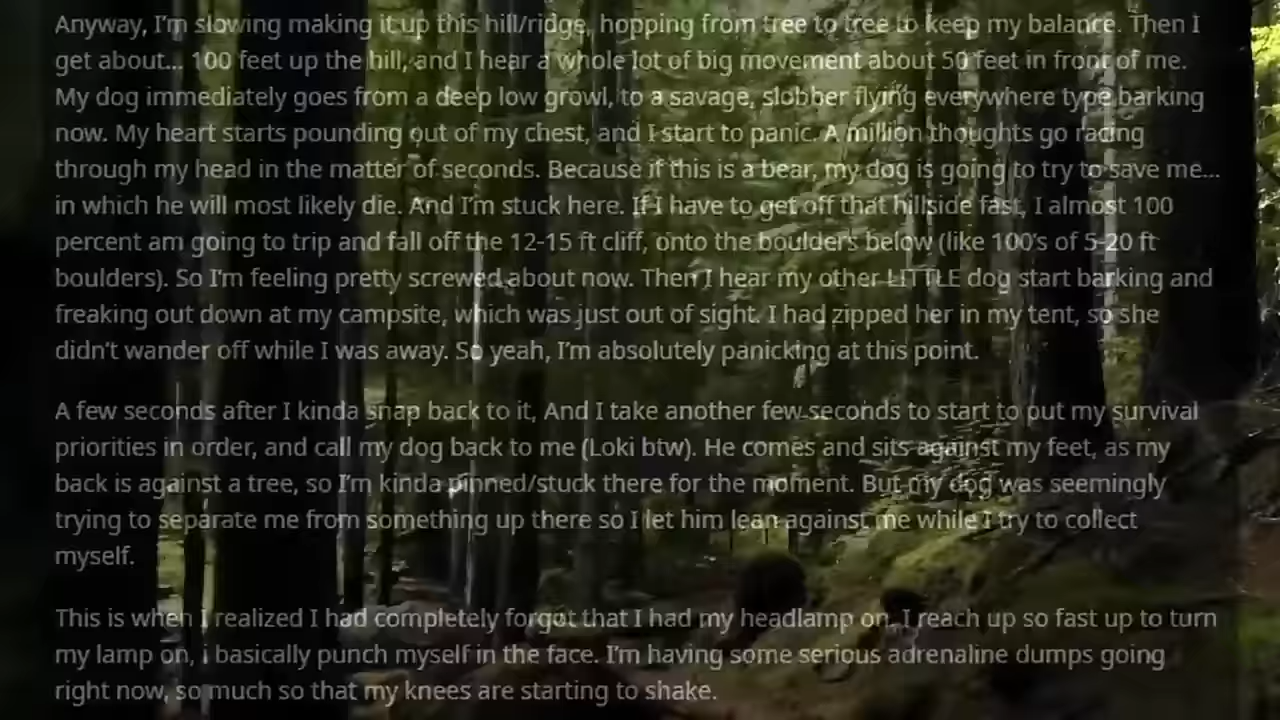 Anyway, I'm slowing making it up this hill/ridge, hopping from tree to tree to keep my balance. Then I
get about... 100 feet up the hill, and I hear a whole lot of big movement about 50 feet in front of me.
My dog immediately goes from a deep low growl, to a savage, slobber flying everywhere type barking
now. My heart starts pounding out of my chest, and I start to panic. A million thoughts go racing
through my head in the matter of seconds. Because if this is a bear, my dog is going to try to save me...
in which he will most likely die. And I'm stuck here. If I have to get off that hillside fast, I almost 100
percent am going to trip and fall off the 12-15 ft cliff, onto the boulders below (like 100's of 5-20 ft
boulders). So I'm feeling pretty screwed about now. Then I hear my other LITTLE dog start barking and
freaking out down at my campsite, which was just out of sight. I had zipped her in my tent, so she
didn't wander off while I was away. So yeah, I'm absolutely panicking at this point.
A few seconds after I kinda snap back to it, And I take another few seconds to start to put my survival
priorities in order, and call my dog back to me (Loki btw). He comes and sits against my feet, as my
back is against a tree, so I'm kinda pinned/stuck there for the moment. But my dog was seemingly
trying to separate me from something up there so I let him lean against me while I try to collect
myself.
This is when I realized I had completely forgot that I had my headlamp on. I reach up so fast up to turn
my lamp on, i basically punch myself in the face. I'm having some serious adrenaline dumps going
right now, so much so that my knees are starting to shake.